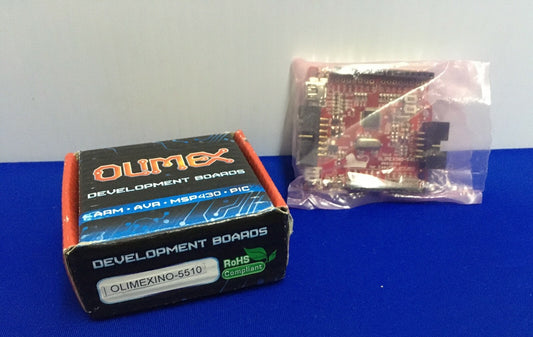 OLIMEX
DEVELOPMENT BOARDS
ARM • AVR • MSP430 • PIC
DEVELOPMENT BOARDS
OLIMEXINO-5510
RoHS
Compliant